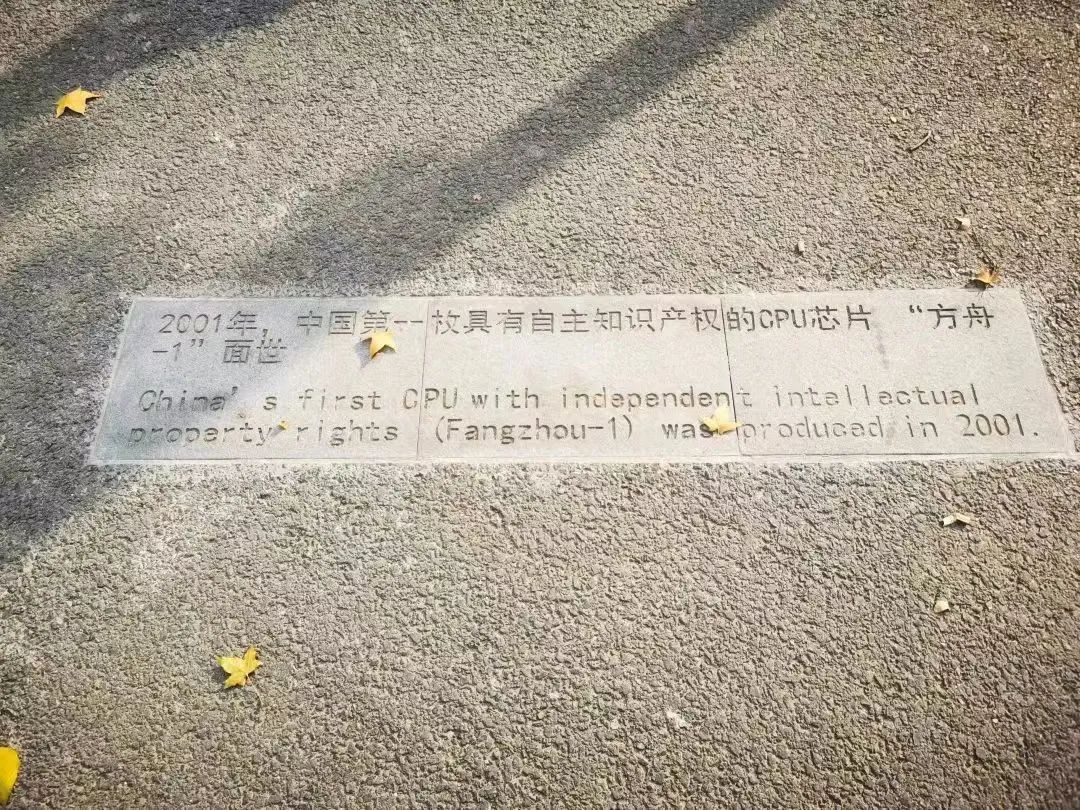 2001年，中国第一枚具有自主知识产权的CPU芯片 “方舟
-1”面世
China's first CPU with independent intellectual
property rights (Fangzhou-1) was produced in 2001.